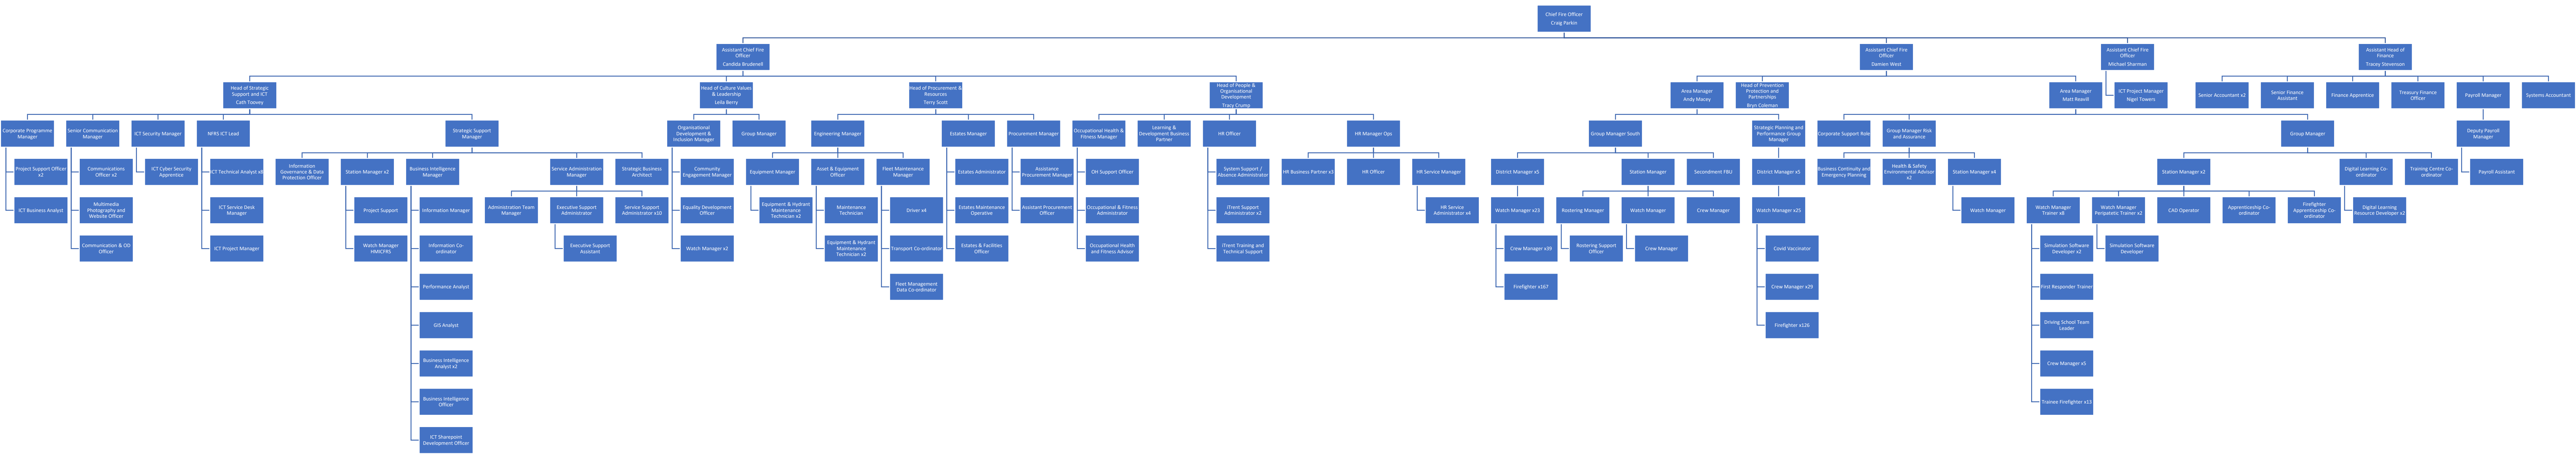 Chief Fire Officer
Craig Parkin
Assistant Chief Fire
Officer
Candida Brudenell
Assistant Chief Fire
Officer
Damien West
Assistant Chief Fire
Officer
Michael Sharman
Assistant Head of
Finance
Tracey Stevenson
Head of Strategic
Support and ICT
Cath Toovey
Head of Culture Values
& Leadership
Leila Berry
Head of Procurement &
Resources
Terry Scott
Head of People &
Organisational
Development
Tracy Crump
Area Manager
Andy Macey
Head of Prevention
Protection and
Partnerships
Bryn Coleman
Area Manager
Matt Reavill
ICT Project Manager
Nigel Towers
Senior Accountant x2
Senior Finance
Assistant
Finance Apprentice
Treasury Finance
Officer
Payroll Manager
Systems Accountant
Corporate Programme
Manager
Senior Communication
Manager
ICT Security Manager
NFRS ICT Lead
Strategic Support
Manager
Organisational
Development &
Inclusion Manager
Group Manager
Engineering Manager
Estates Manager
Procurement Manager
Occupational Health &
Fitness Manager
Learning &
Development Business
Partner
HR Officer
HR Manager Ops
Group Manager South
Strategic Planning and
Performance Group
Manager
Corporate Support Role
Group Manager Risk
and Assurance
Group Manager
Deputy Payroll
Manager
Project Support Officer
x2
Communications
Officer x2
ICT Cyber Security
Apprentice
ICT Technical Analyst x8
Information
Governance & Data
Protection Officer
Station Manager x2
Business Intelligence
Manager
Service Administration
Manager
Strategic Business
Architect
Community
Engagement Manager
Equipment Manager
Asset & Equipment
Officer
Fleet Maintenance
Manager
Estates Administrator
Assistance
Procurement Manager
OH Support Officer
System Support /
Absence Administrator
HR Business Partner x3
HR Officer
HR Service Manager
District Manager x5
Station Manager
Secondment FBU
District Manager x5
Business Continuity and
Emergency Planning
Health & Safety
Environmental Advisor
x2
Station Manager x4
Station Manager x2
Digital Learning Co-
ordinator
Training Centre Co-
ordinator
Payroll Assistant
ICT Business Analyst
Multimedia
Photography and
Website Officer
ICT Service Desk
Manager
Project Support
Information Manager
Administration Team
Manager
Executive Support
Administrator
Service Support
Administrator x10
Equality Development
Officer
Equipment & Hydrant
Maintenance
Technician x2
Maintenance
Technician
Driver x4
Estates Maintenance
Operative
Assistant Procurement
Officer
Occupational & Fitness
Administrator
iTrent Support
Administrator x2
HR Service
Administrator x4
Watch Manager x23
Rostering Manager
Watch Manager
Crew Manager
Watch Manager x25
Watch Manager
Watch Manager
Trainer x8
Watch Manager
Peripatetic Trainer x2
CAD Operator
Apprenticeship Co-
ordinator
Firefighter
Apprenticeship Co-
ordinator
Digital Learning
Resource Developer x2
Communication & OD
Officer
ICT Project Manager
Watch Manager
HMICFRS
Information Co-
ordinator
Executive Support
Assistant
Watch Manager x2
Equipment & Hydrant
Maintenance
Technician x2
Transport Co-ordinator
Estates & Facilities
Officer
Occupational Health
and Fitness Advisor
iTrent Training and
Technical Support
Crew Manager x39
Rostering Support
Officer
Crew Manager
Covid Vaccinator
Simulation Software
Developer x2
Simulation Software
Developer
Performance Analyst
Fleet Management
Data Co-ordinator
Firefighter x167
Crew Manager x29
First Responder Trainer
GIS Analyst
Firefighter x126
Driving School Team
Leader
Business Intelligence
Analyst x2
Crew Manager x5
Business Intelligence
Officer
Trainee Firefighter x13
ICT Sharepoint
Development Officer